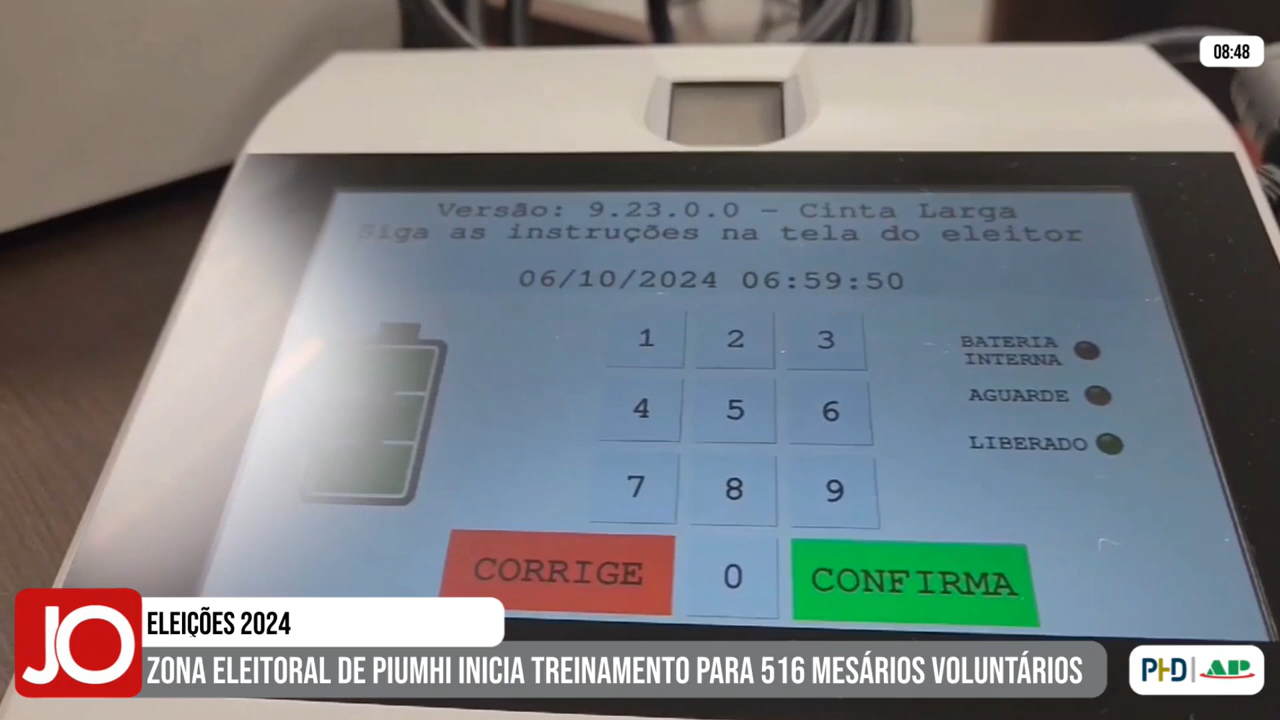 08:48
Versão: 9.23.0.0 - Cinta Larga
Siga as instruções na tela do eleitor
06/10/2024 06:59:50
1 2 3
BATERIA
INTERNA
4 5 6
AGUARDE
LIBERADO
7 8 9
CORRIGE 0 CONFIRMA
JO
ELEIÇÕES 2024
ZONA ELEITORAL DE PIUMHI INICIA TREINAMENTO PARA 516 MESÁRIOS VOLUNTÁRIOS
PHD | AP